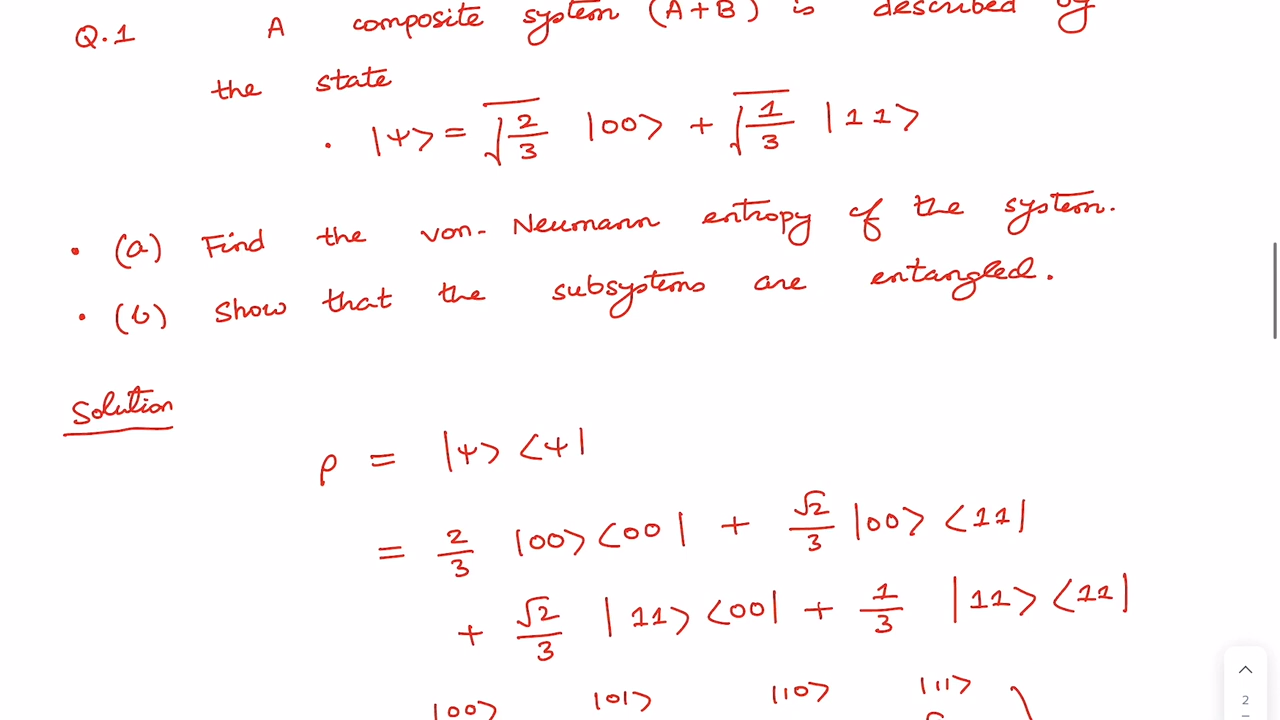 Q.1 A composite system (A+B) is described by
the state
. |ψ> = √2/3 |00> + √1/3 |11>
. (a) Find the von-Neumann entropy of the system.
. (b) Show that the subsystems are entangled.
Solution
ρ = |ψ> <ψ|
= 2/3 |00> <00| + √2/3 |00> <11|
+ √2/3 |11> <00| + 1/3 |11> <11|
|00> |01> |10> |11>
2